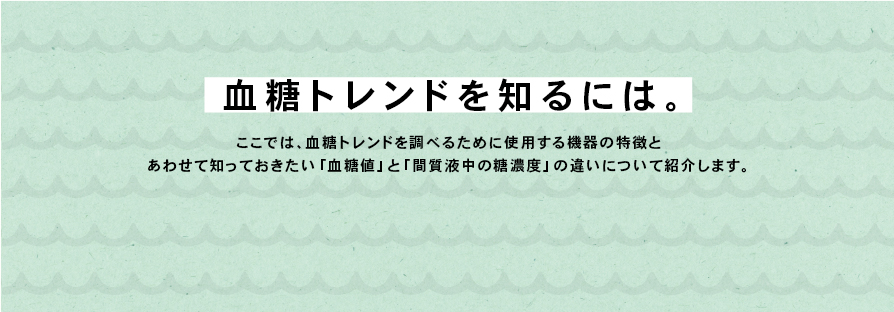 血糖トレンドを知るには。
ここでは、血糖トレンドを調べるために使用する機器の特徴と
あわせて知っておきたい「血糖値」と「間質液中の糖濃度」の違いについて紹介します。